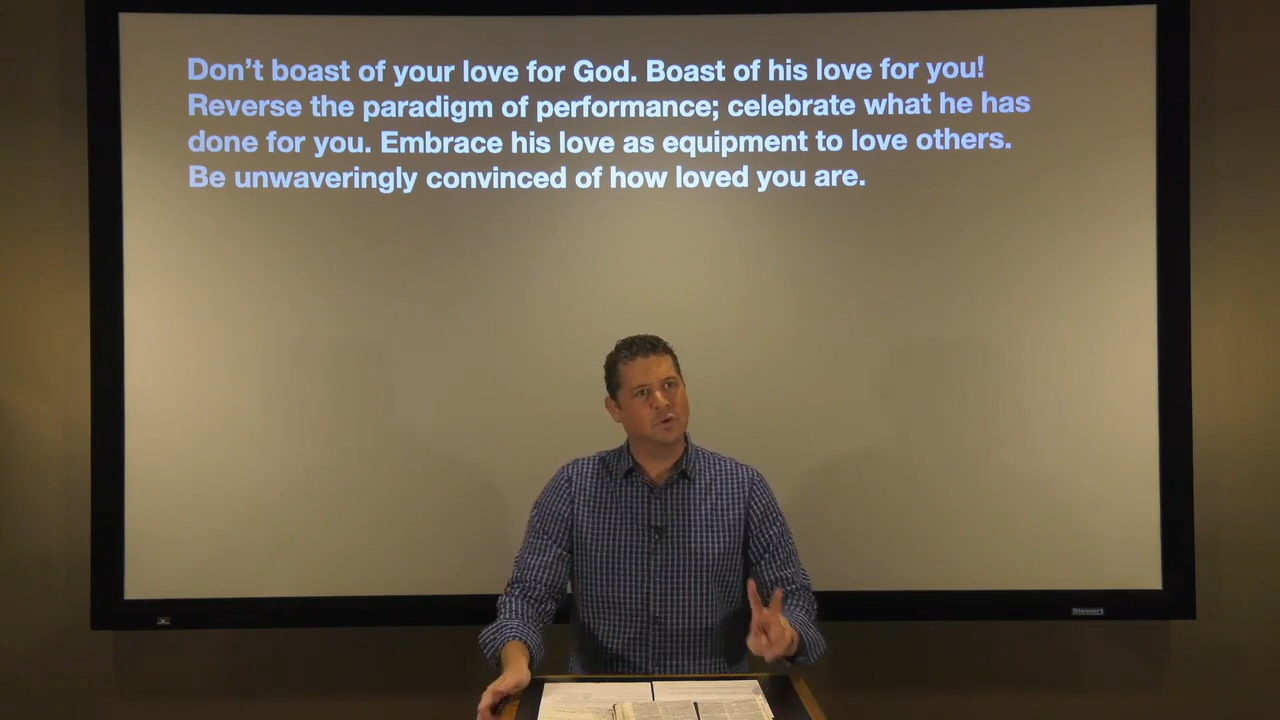 Don't boast of your love for God. Boast of his love for you!
Reverse the paradigm of performance; celebrate what he has
done for you. Embrace his love as equipment to love others.
Be unwaveringly convinced of how loved you are.
Stewart